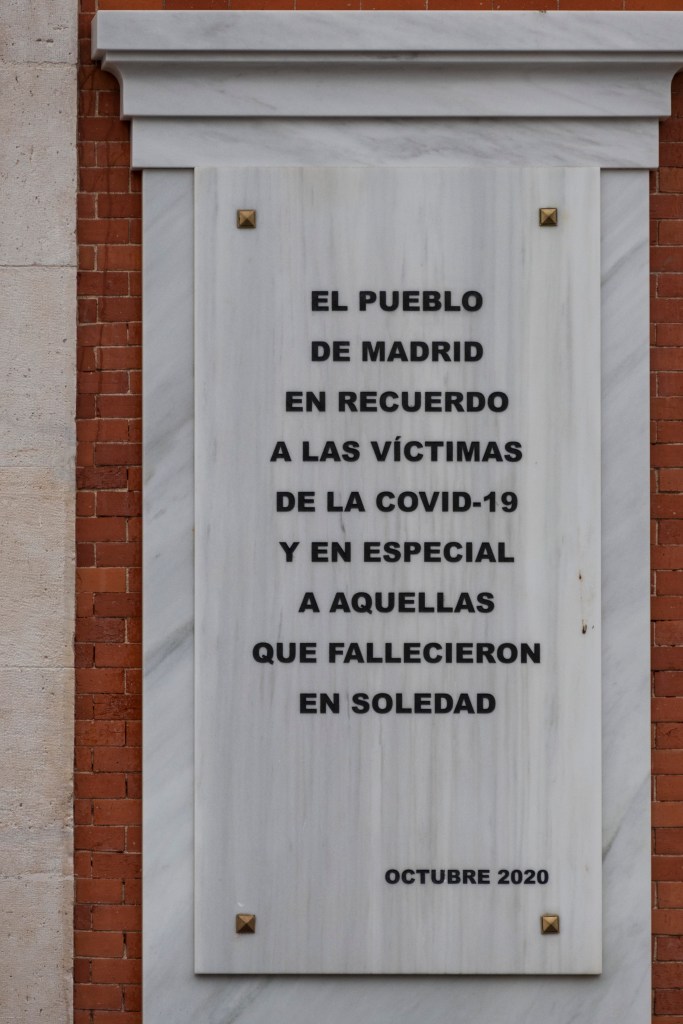 EL PUEBLO
DE MADRID
EN RECUERDO
A LAS VÍCTIMAS
DE LA COVID-19
Y EN ESPECIAL
A AQUELLAS
QUE FALLECIERON
EN SOLEDAD
OCTUBRE 2020